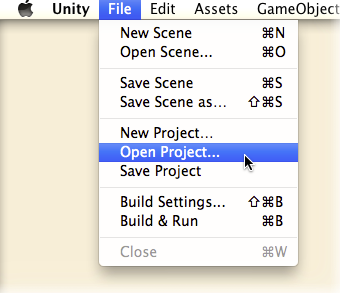 Unity File Edit Assets GameObject
New Scene ⌘N
Open Scene... ⌘O
Save Scene ⌘S
Save Scene as... ⇧⌘S
New Project...
Open Project...
Save Project
Build Settings... ⇧⌘B
Build & Run ⌘B
Close ⌘W